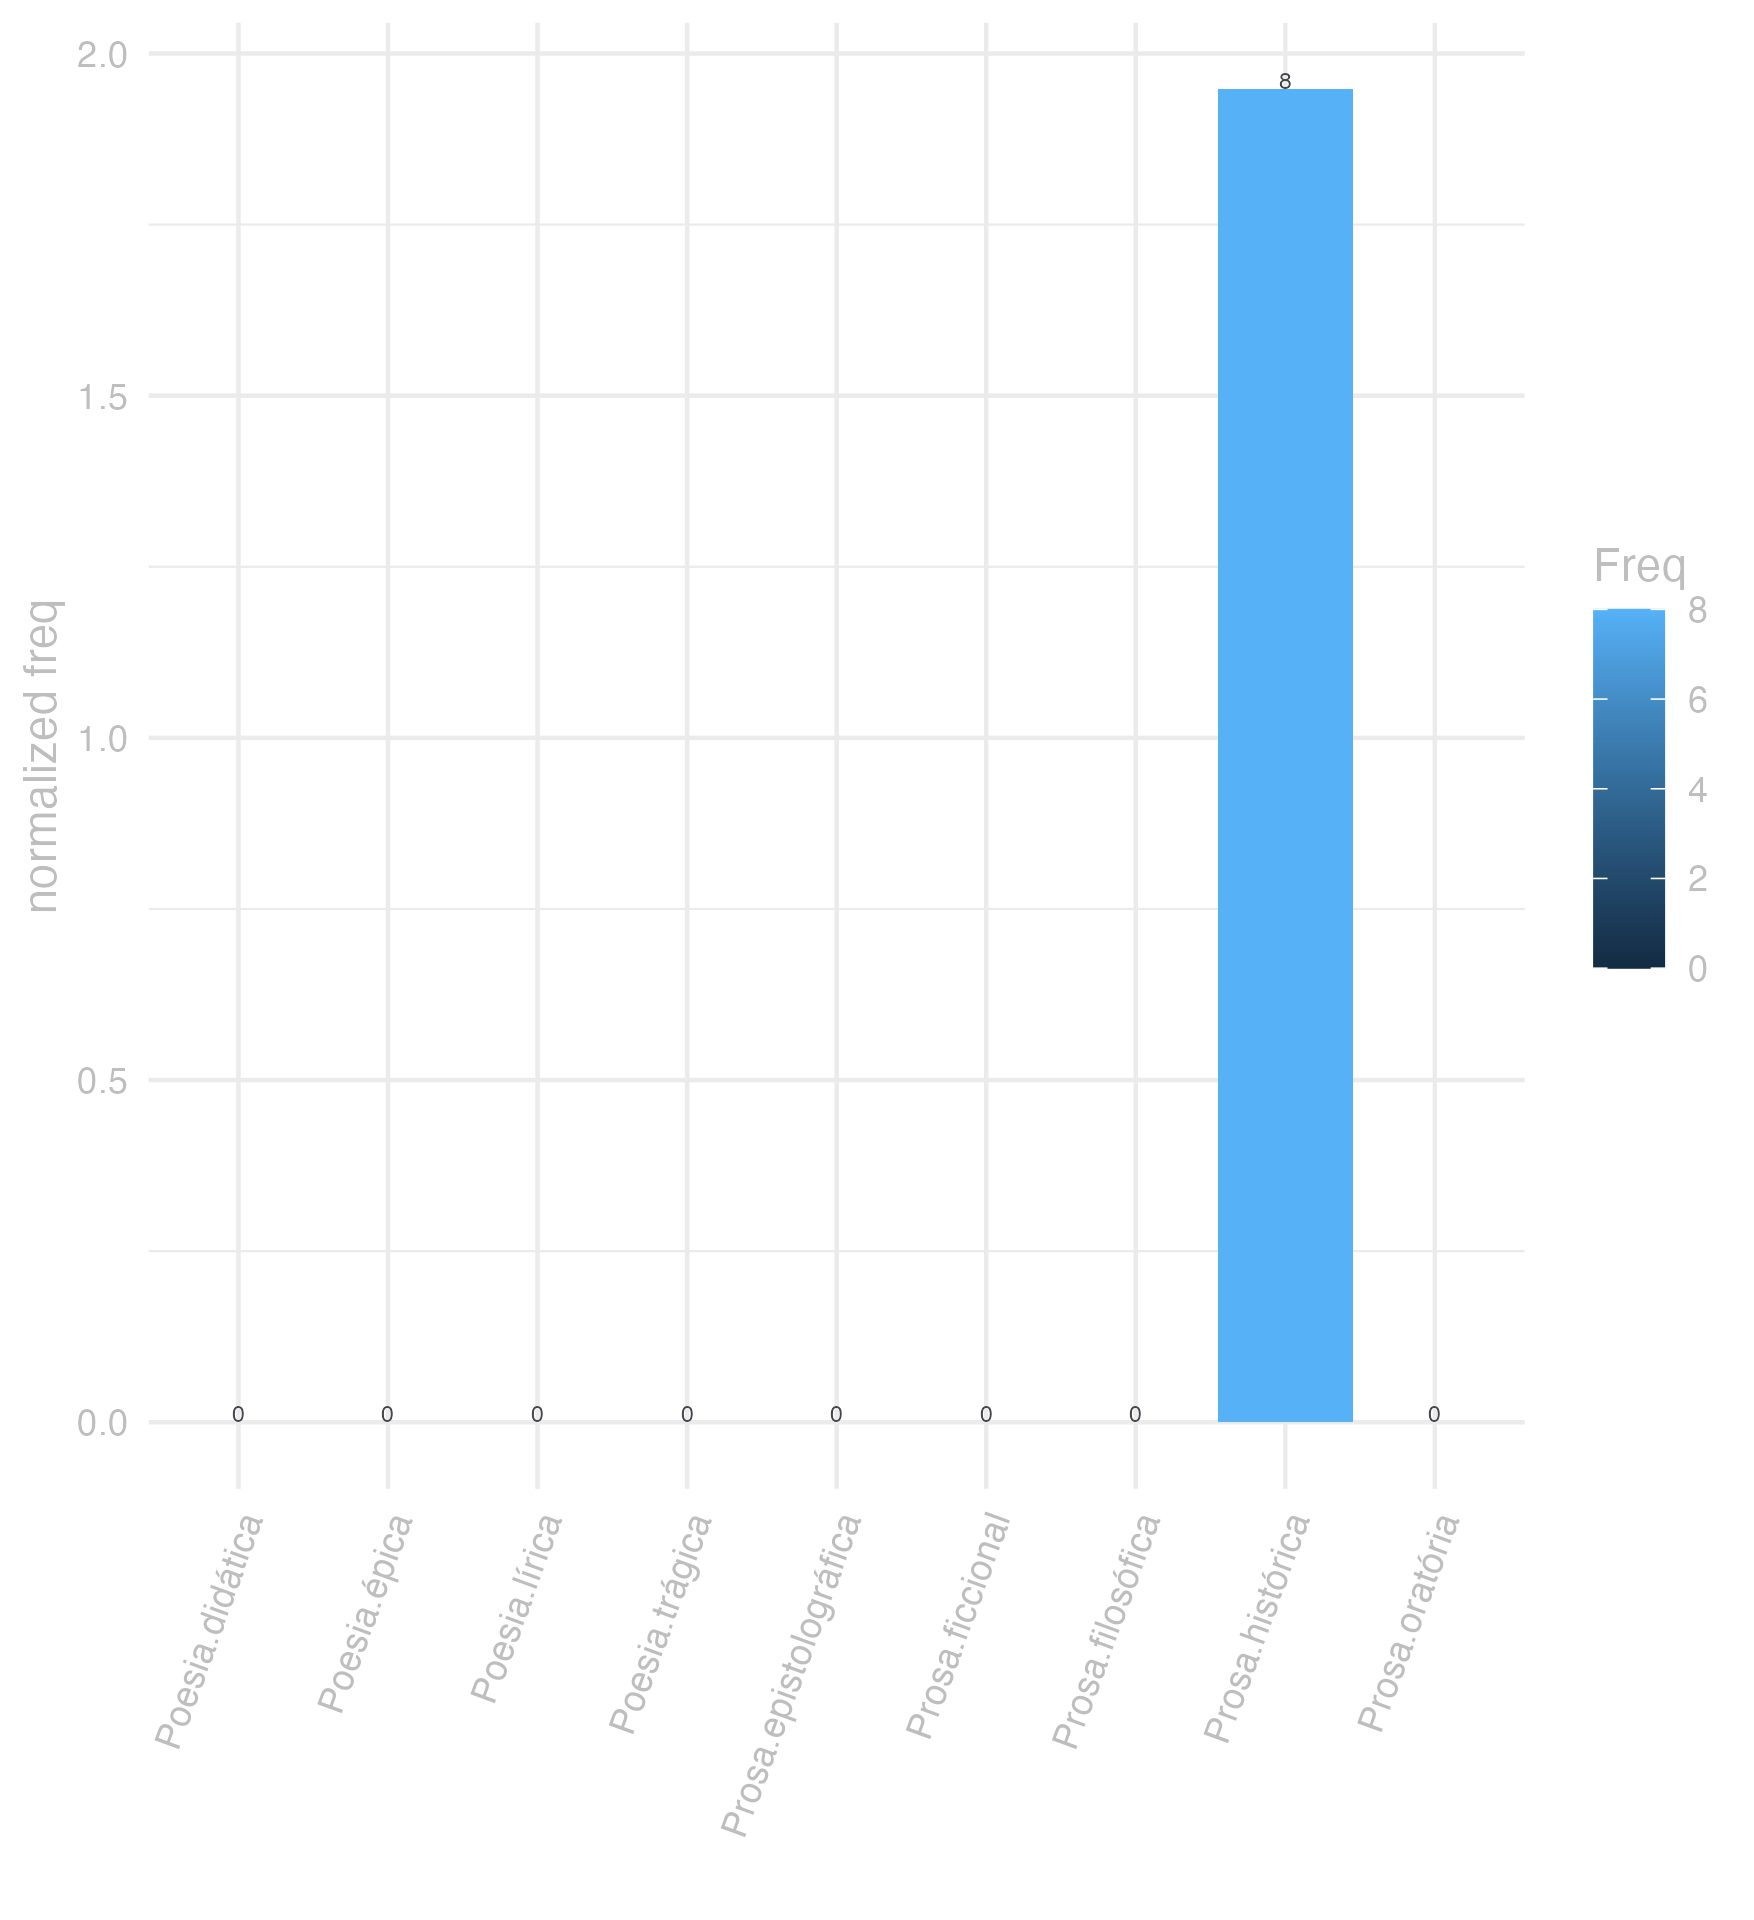 normalized freq
2.0
1.5
1.0
0.5
0.0
0
0
0
0
0
0
0
8
0
Poesia.didática
Poesia.épica
Poesia.lírica
Poesia.trágica
Prosa.epistolográfica
Prosa.ficcional
Prosa.filosófica
Prosa.histórica
Prosa.oratória
Freq
8
6
4
2
0